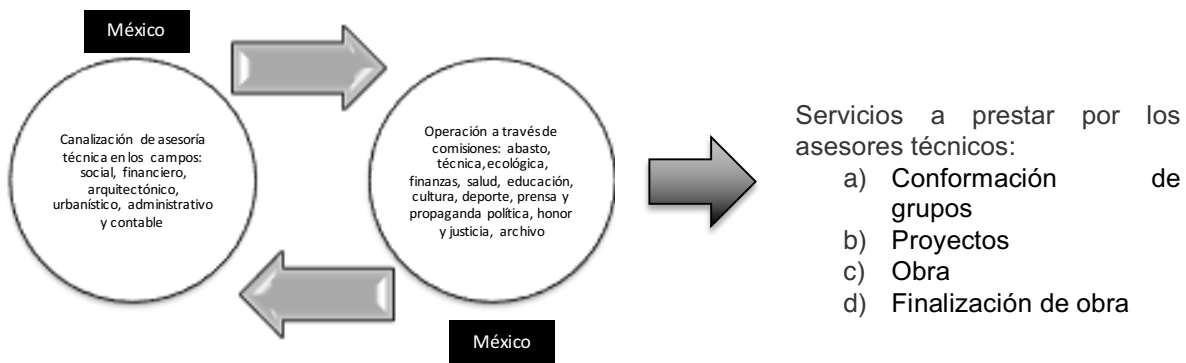 México
Canalización de asesoría
técnica en los campos:
social, financiero,
arquitectónico,
urbanístico, administrativo
y contable
Operación a través de
comisiones: abasto,
técnica, ecológica,
finanzas, salud, educación,
cultura, deporte, prensa y
propaganda política, honor
y justicia, archivo
México
Servicios a prestar por los
asesores técnicos:
a) Conformación de
grupos
b) Proyectos
c) Obra
d) Finalización de obra